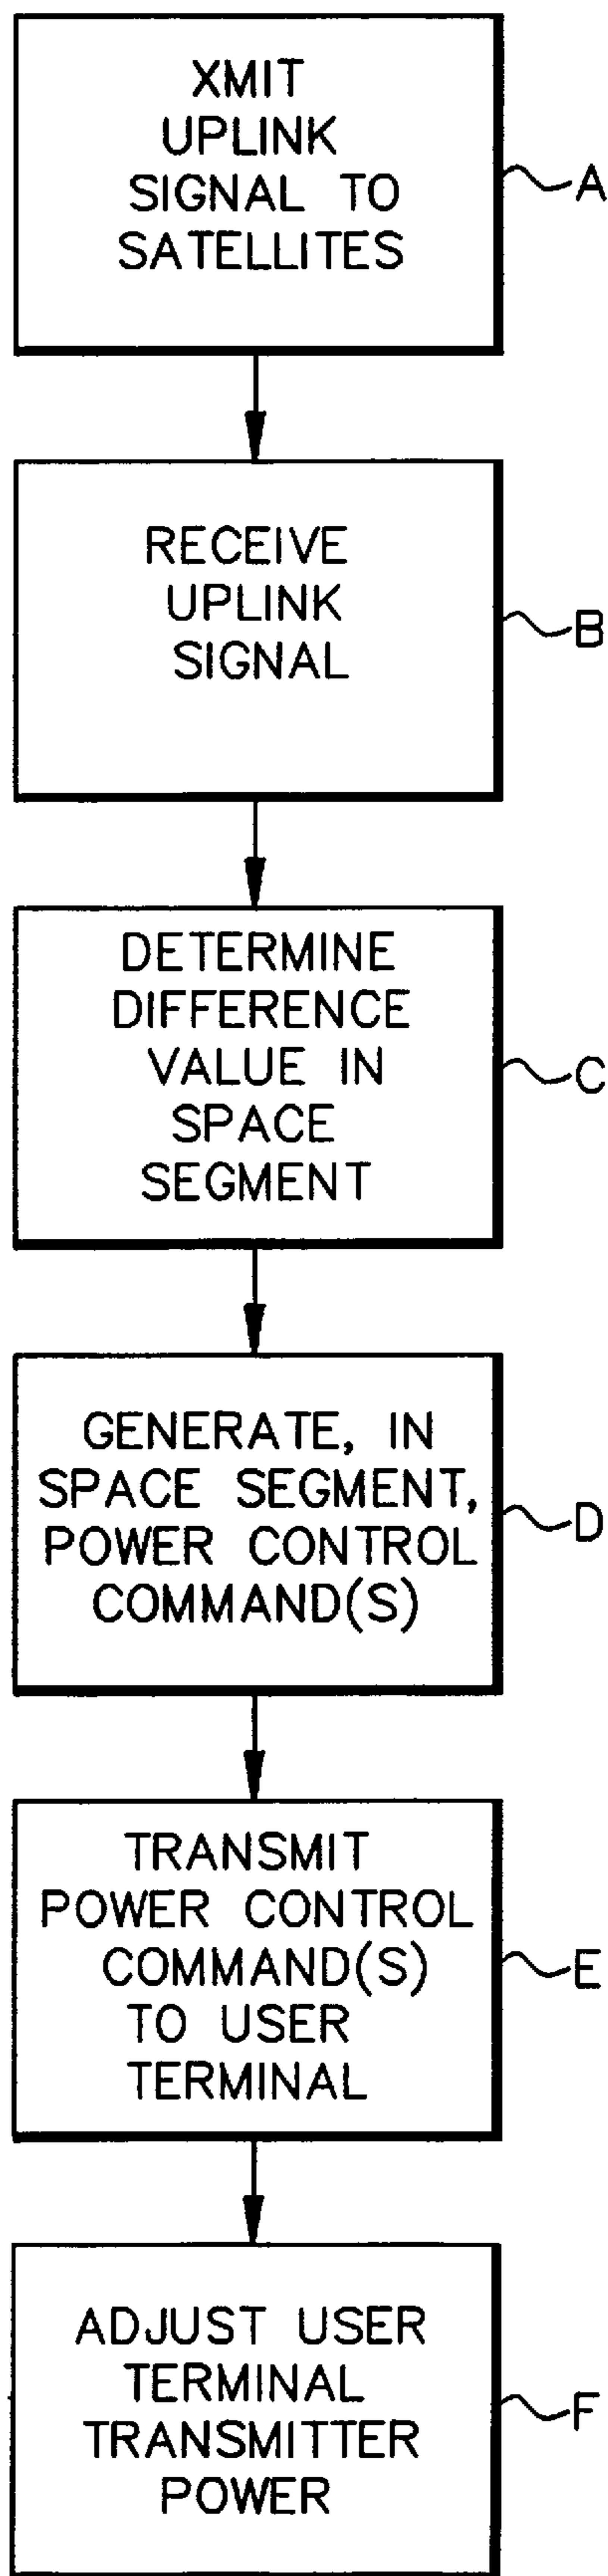 XMIT
UPLINK
SIGNAL TO
SATELLITES
A
RECEIVE
UPLINK
SIGNAL
B
DETERMINE
DIFFERENCE
VALUE IN
SPACE
SEGMENT
C
GENERATE, IN
SPACE SEGMENT,
POWER CONTROL
COMMAND(S)
D
TRANSMIT
POWER CONTROL
COMMAND(S)
TO USER
TERMINAL
E
ADJUST USER
TERMINAL
TRANSMITTER
POWER
F